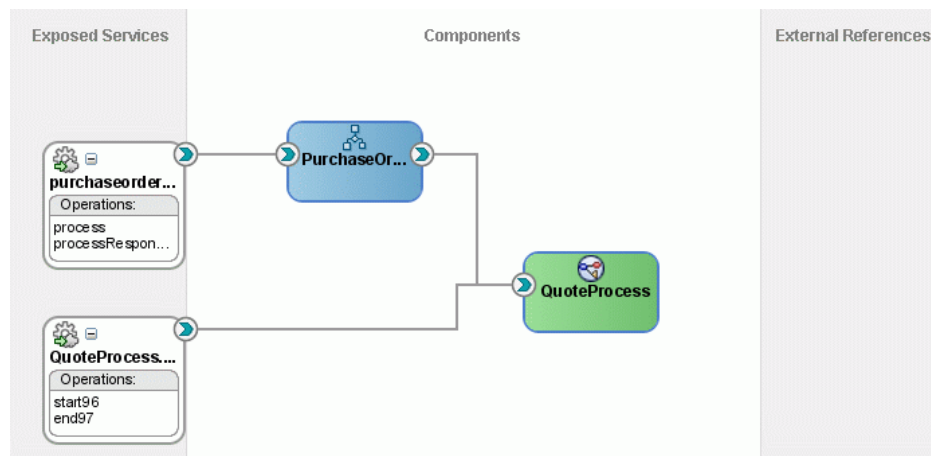 Exposed Services
Components
External References
purchaseorder...
Operations:
process
processRespon...
PurchaseOr...
QuoteProcess
QuoteProcess....
Operations:
start96
end97